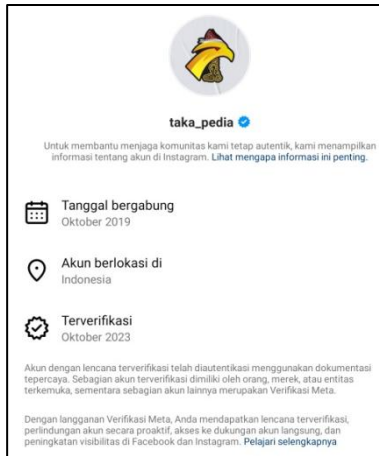 taka_pedia
Untuk membantu menjaga komunitas kami tetap autentik, kami menampilkan
informasi tentang akun di Instagram. Lihat mengapa informasi ini penting.
Tanggal bergabung
Oktober 2019
Akun berlokasi di
Indonesia
Terverifikasi
Oktober 2023
Akun dengan lencana terverifikasi telah diautentikasi menggunakan dokumentasi
tepercaya. Sebagian akun terverifikasi dimiliki oleh orang, merek, atau entitas
terkemuka, sementara sebagian akun lainnya merupakan Verifikasi Meta.
Dengan langganan Verifikasi Meta, Anda mendapatkan lencana terverifikasi,
perlindungan akun secara proaktif, akses ke dukungan akun langsung, dan
peningkatan visibilitas di Facebook dan Instagram. Pelajari selengkapnya